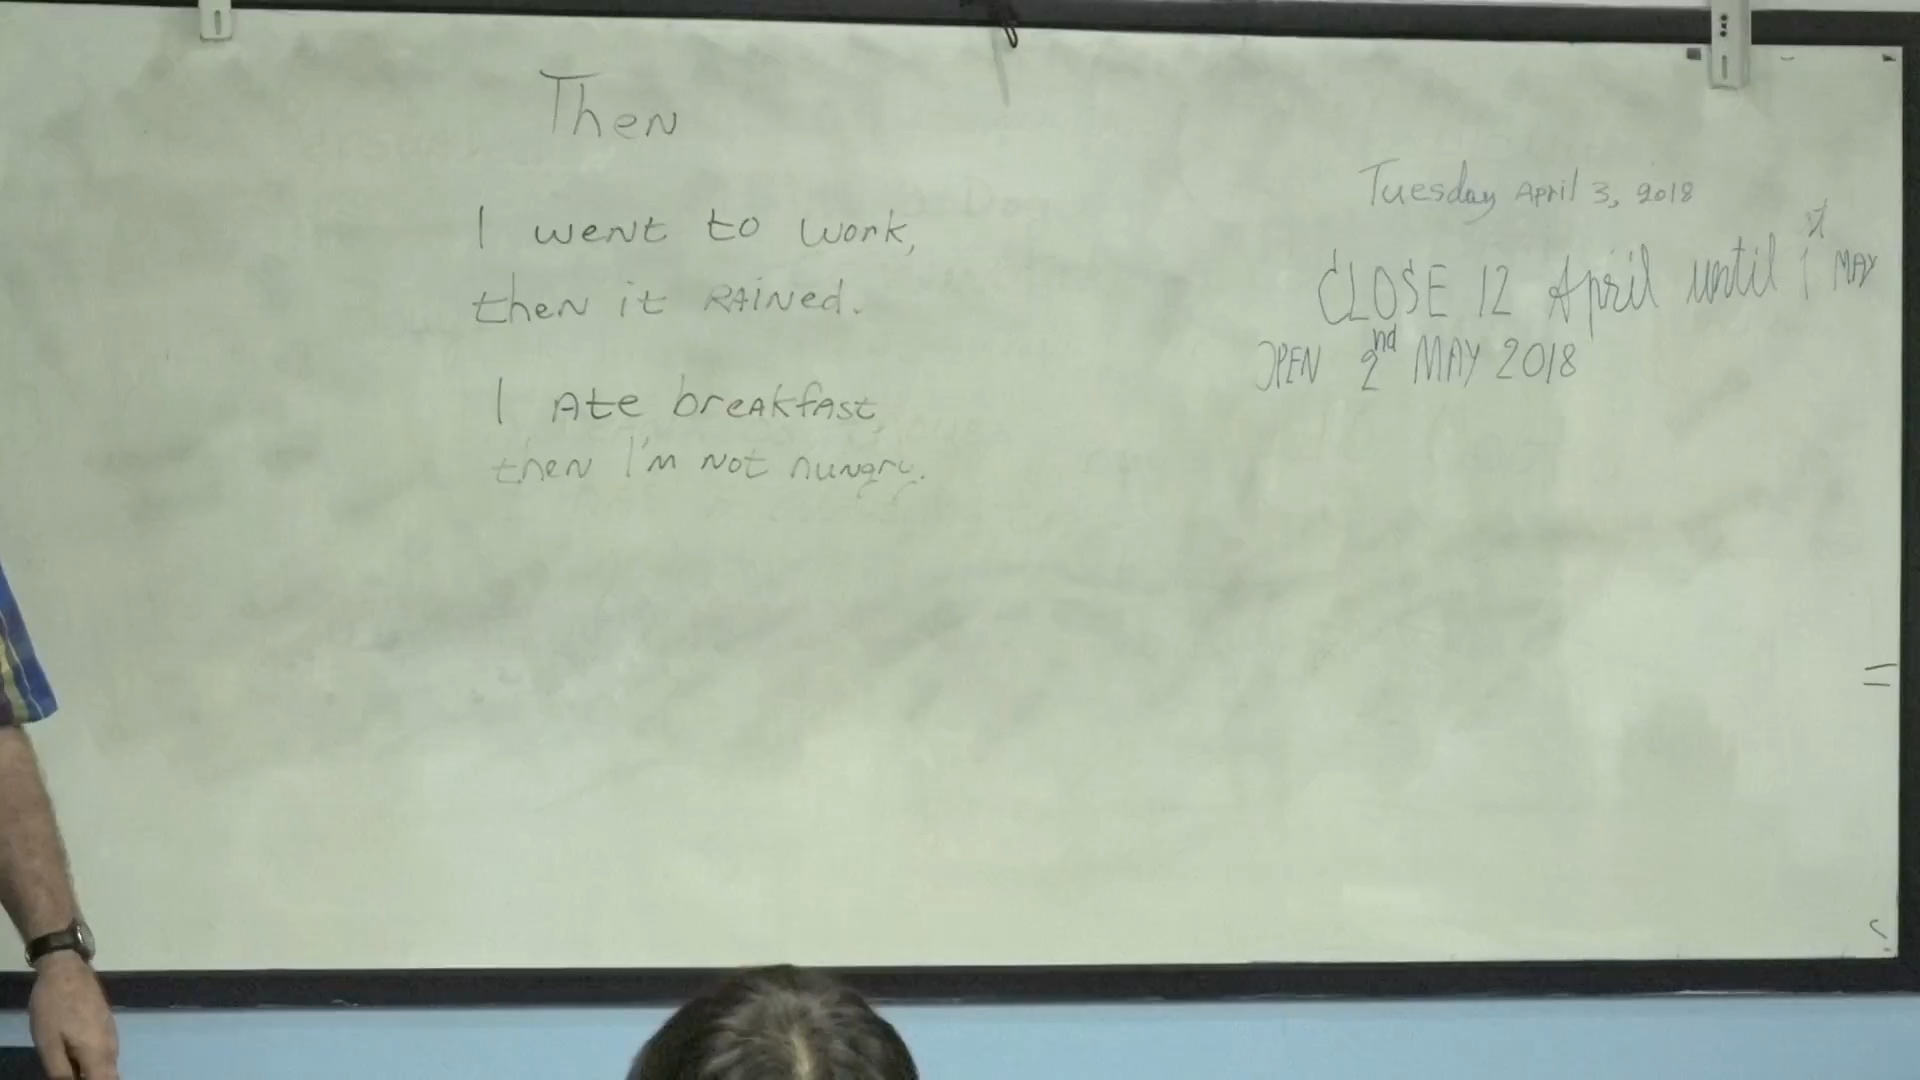 Then
I went to work,
then it RAINed.
I Ate breakfast,
then I'm not hungry.
Tuesday April 3, 2018
CLOSE 12 April until 1st MAY
OPEN 2nd MAY 2018